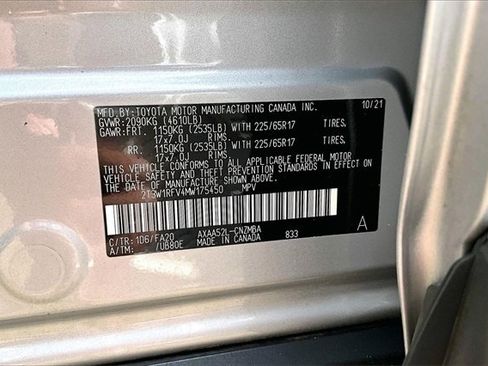 MFD.BY:TOYOTA MOTOR MANUFACTURING CANADA INC. 10/21
GVWR:2090KG (4610LB)
GAWR:FRT. 1150KG (2535LB) WITH 225/65R17 TIRES.
17x7.0J RIMS.
RR. 1150KG (2535LB) WITH 225/65R17 TIRES.
17x7.0J RIMS.
THIS VEHICLE CONFORMS TO ALL APPLICABLE FEDERAL MOTOR
VEHICLE SAFETY AND THEFT PREVENTION STANDARDS IN EFFECT
ON THE DATE OF MANUFACTURE SHOWN ABOVE.
2T3W1RFV4MW175450 MPV
C/TR:1D6/FA20 AXAA52L-CNZMBA 833 A
A/TM: /UB80E MADE IN CANADA